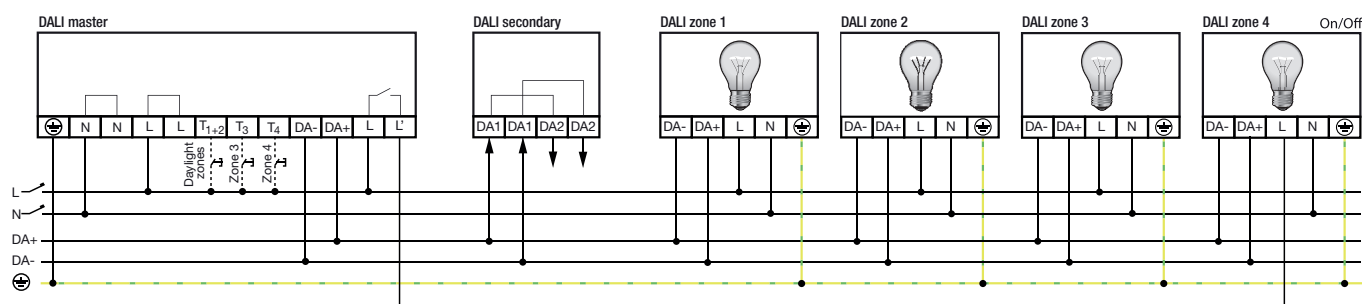 DALI master
DALI secondary
DALI zone 1
DALI zone 2
DALI zone 3
DALI zone 4
On/Off
N N L L T1+2 T3 T4 DA- DA+ L L'
DA1 DA1 DA2 DA2
DA- DA+ L N
DA- DA+ L N
DA- DA+ L N
DA- DA+ L N
Daylight
zones
Zone 3
Zone 4
L
N
DA+
DA-